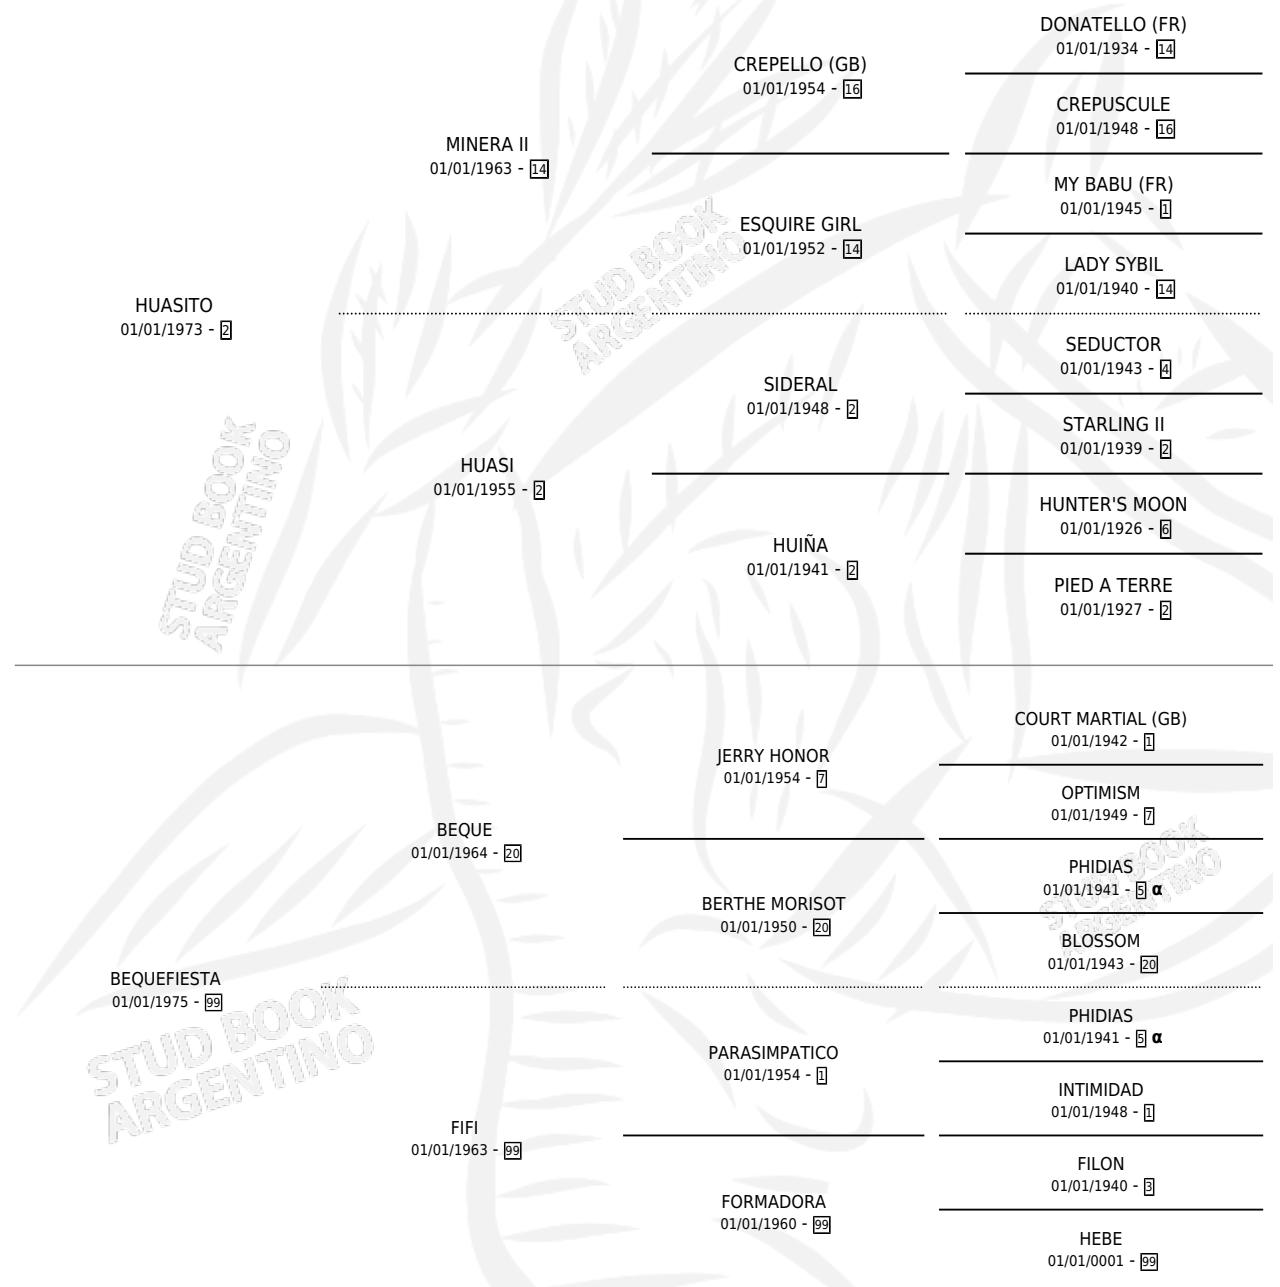 DONATELLO (FR)
01/01/1934 - 14
CREPELLO (GB)
01/01/1954 - 16
CREPUSCULE
01/01/1948 - 16
MINERA II
01/01/1963 - 14
MY BABU (FR)
01/01/1945 - 1
ESQUIRE GIRL
01/01/1952 - 14
LADY SYBIL
01/01/1940 - 14
STUD BOOK
ARGENTINO
HUASITO
01/01/1973 - 2
SEDUCTOR
01/01/1943 - 4
SIDERAL
01/01/1948 - 2
STARLING II
01/01/1939 - 2
HUASI
01/01/1955 - 2
HUNTER'S MOON
01/01/1926 - 6
HUIÑA
01/01/1941 - 2
PIED A TERRE
01/01/1927 - 2
STUD BOOK
ARGENTINO
COURT MARTIAL (GB)
01/01/1942 - 1
JERRY HONOR
01/01/1954 - 7
OPTIMISM
01/01/1949 - 7
BEQUE
01/01/1964 - 20
PHIDIAS
01/01/1941 - 5 α
BERTHE MORISOT
01/01/1950 - 20
BLOSSOM
01/01/1943 - 20
STUD BOOK
ARGENTINO
BEQUEFIESTA
01/01/1975 - 99
PHIDIAS
01/01/1941 - 5 α
PARASIMPATICO
01/01/1954 - 1
INTIMIDAD
01/01/1948 - 1
STUD BOOK
ARGENTINO
FIFI
01/01/1963 - 99
FILON
01/01/1940 - 3
FORMADORA
01/01/1960 - 99
HEBE
01/01/0001 - 99